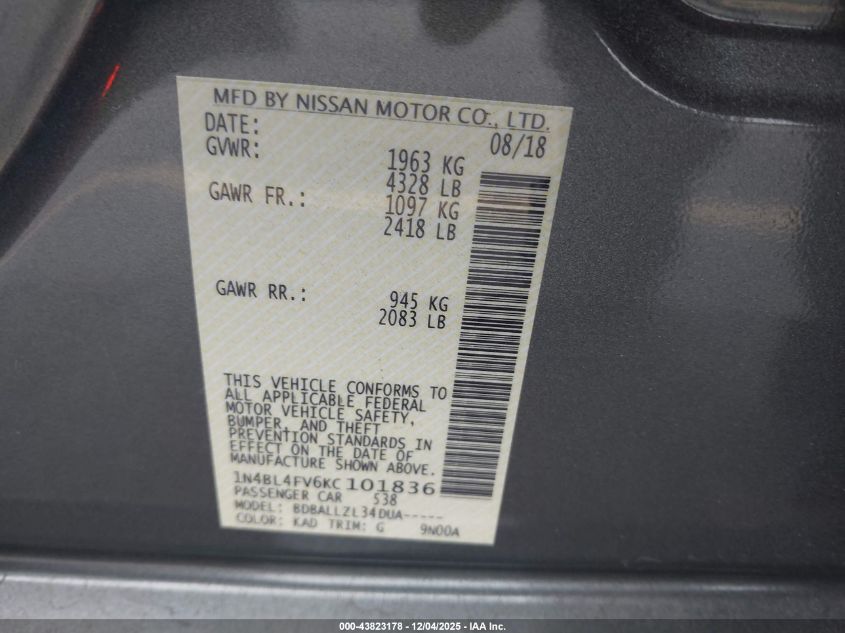 MFD BY NISSAN MOTOR CO., LTD.
DATE: 08/18
GVWR: 1963 KG
4328 LB
GAWR FR.: 1097 KG
2418 LB
GAWR RR.: 945 KG
2083 LB
THIS VEHICLE CONFORMS TO
ALL APPLICABLE FEDERAL
MOTOR VEHICLE SAFETY,
BUMPER, AND THEFT
PREVENTION STANDARDS IN
EFFECT ON THE DATE OF
MANUFACTURE SHOWN ABOVE.
1N4BL4FV6KC101836
PASSENGER CAR 538
MODEL: BDBALLZL34DUA-----
COLOR: KAD TRIM: G 9N00A
000-43823178 - 12/04/2025 - IAA Inc.